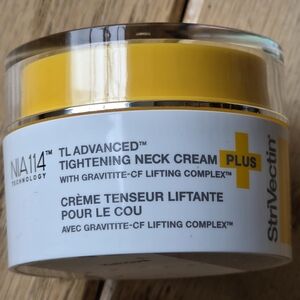 NIA114™
TECHNOLOGY
TL ADVANCED™
TIGHTENING NECK CREAM PLUS
WITH GRAVITITE-CF LIFTING COMPLEX™
CRÈME TENSEUR LIFTANTE
POUR LE COU
AVEC GRAVITITE-CF LIFTING COMPLEX™
StriVectin®